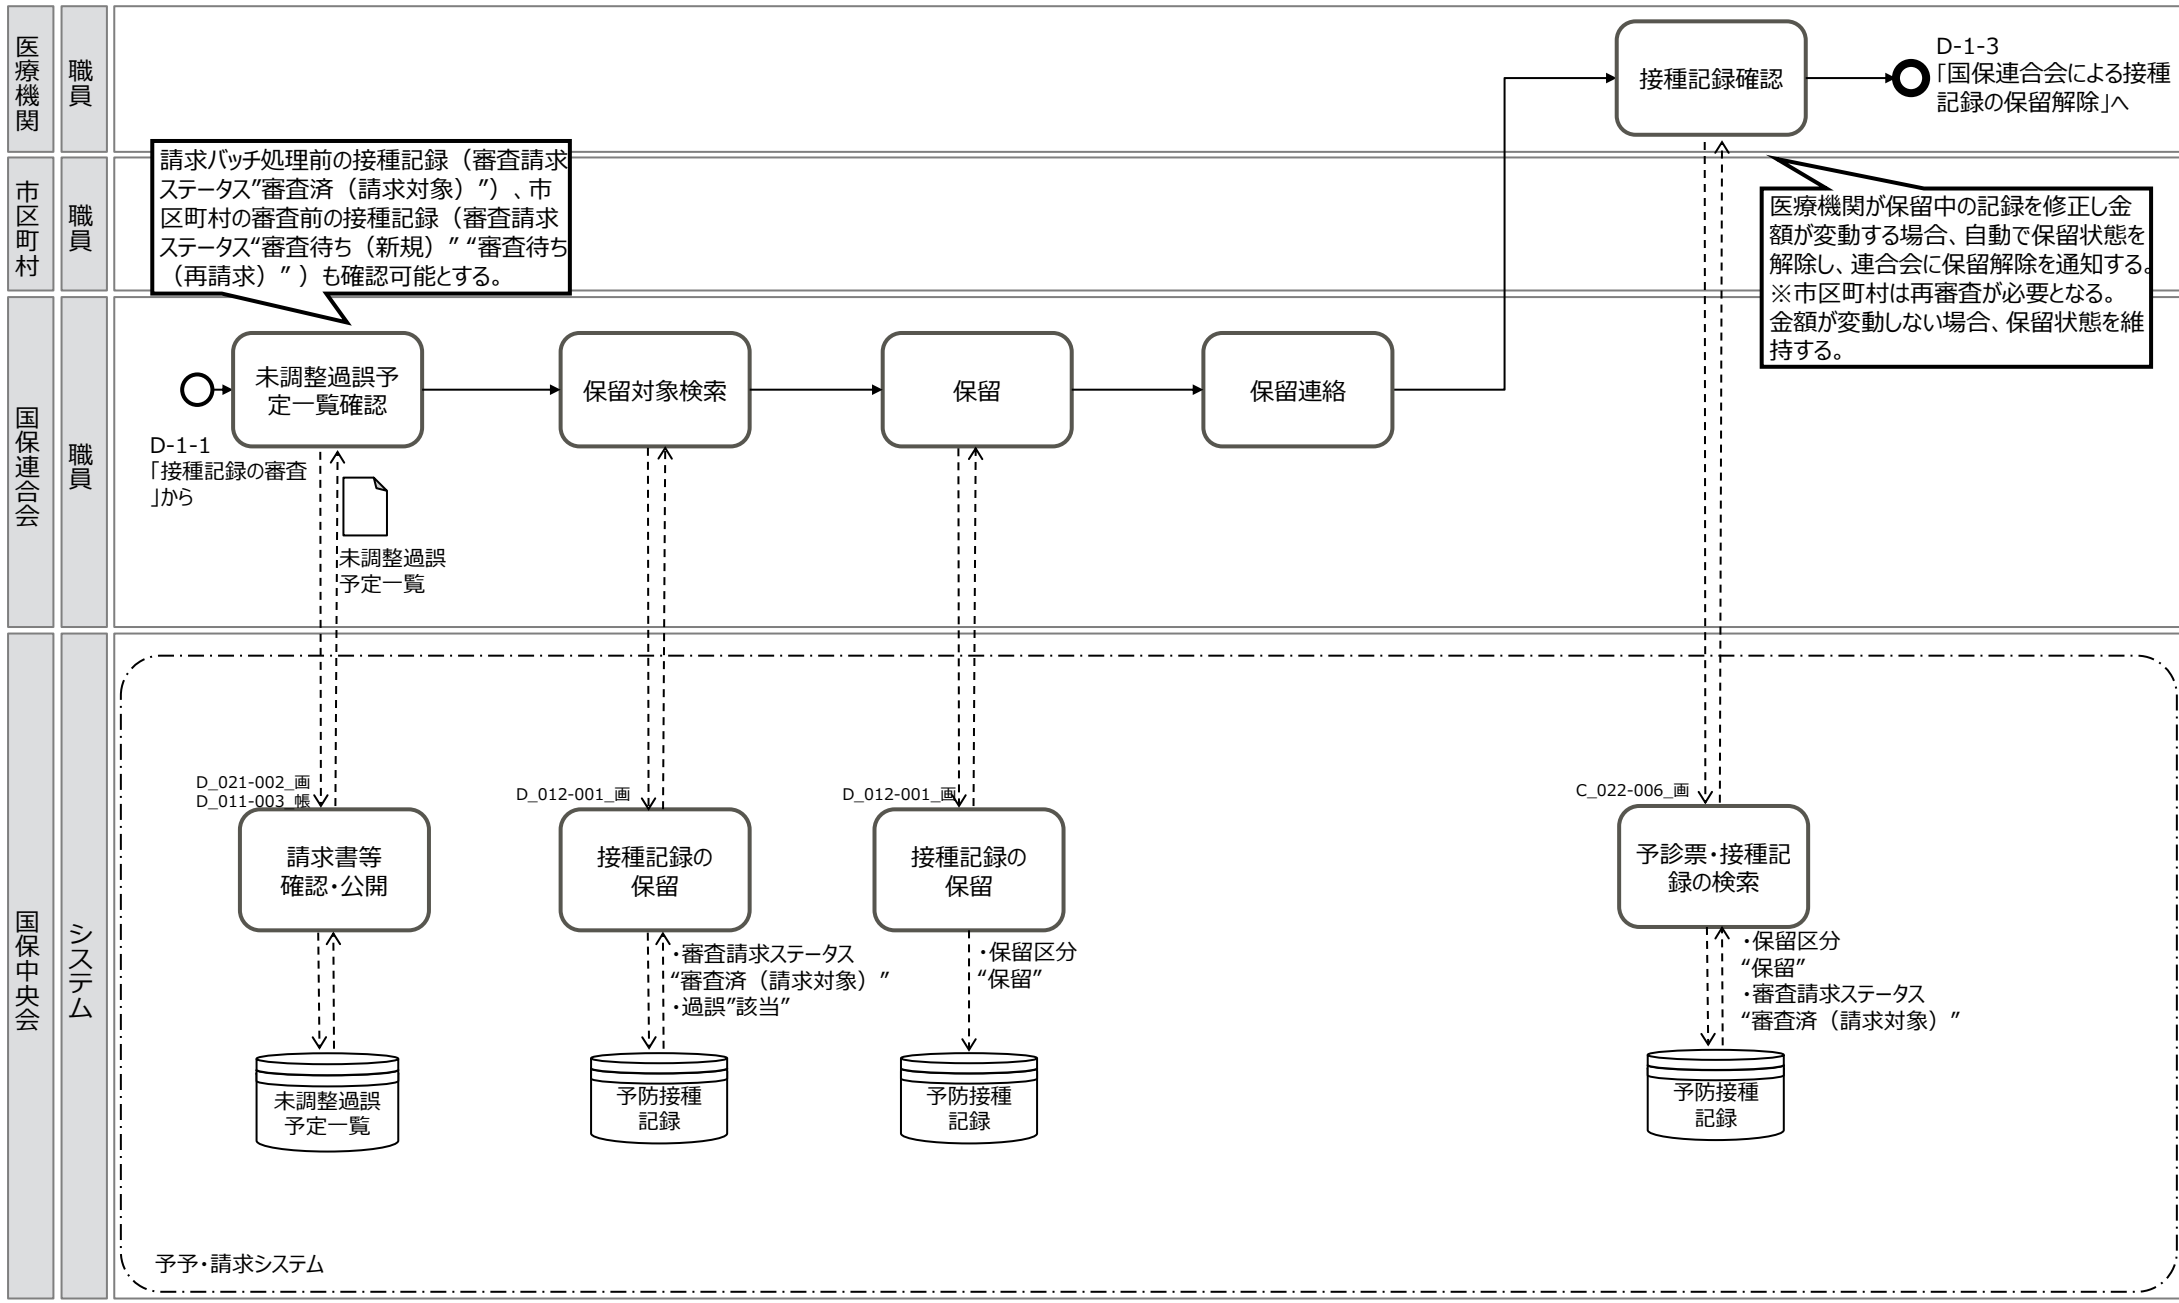 医療機関
職員
接種記録確認
D-1-3
「国保連合会による接種
記録の保留解除」へ
市区町村
職員
請求バッチ処理前の接種記録（審査請求
ステータス”審査済（請求対象）”）、市
区町村の審査前の接種記録（審査請求
ステータス“審査待ち（新規）” “審査待ち
（再請求）” ）も確認可能とする。
医療機関が保留中の記録を修正し金
額が変動する場合、自動で保留状態を
解除し、連合会に保留解除を通知する。
※市区町村は再審査が必要となる。
金額が変動しない場合、保留状態を維
持する。
国保連合会
職員
未調整過誤予
定一覧確認
保留対象検索
保留
保留連絡
D-1-1
「接種記録の審査
」から
未調整過誤
予定一覧
国保中央会
システム
D_021-002_画
D_011-003_帳
D_012-001_画
D_012-001_画
C_022-006_画
請求書等
確認・公開
接種記録の
保留
接種記録の
保留
予診票・接種記
録の検索
・審査請求ステータス
“審査済（請求対象）”
・過誤”該当”
・保留区分
“保留”
・保留区分
“保留”
・審査請求ステータス
“審査済（請求対象）”
未調整過誤
予定一覧
予防接種
記録
予防接種
記録
予防接種
記録
予予・請求システム